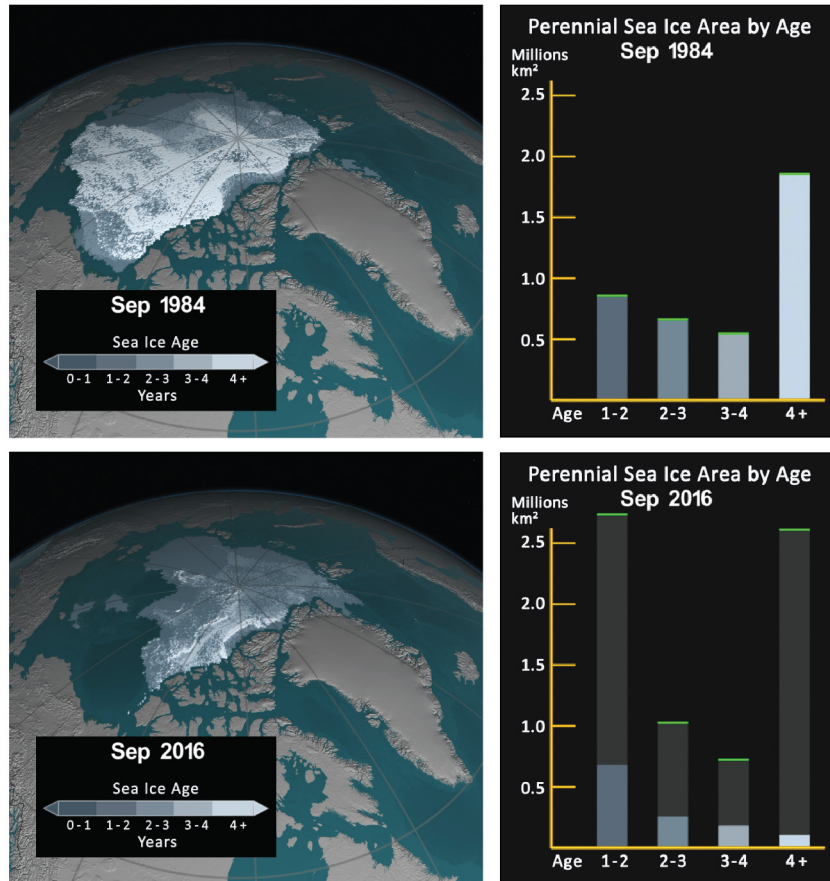 Sep 1984
Sea Ice Age
0-1 1-2 2-3 3-4 4+
Years
Perennial Sea Ice Area by Age
Sep 1984
Millions
km²
2.5
2.0
1.5
1.0
0.5
Age 1-2 2-3 3-4 4+
Sep 2016
Sea Ice Age
0-1 1-2 2-3 3-4 4+
Years
Perennial Sea Ice Area by Age
Sep 2016
Millions
km²
2.5
2.0
1.5
1.0
0.5
Age 1-2 2-3 3-4 4+